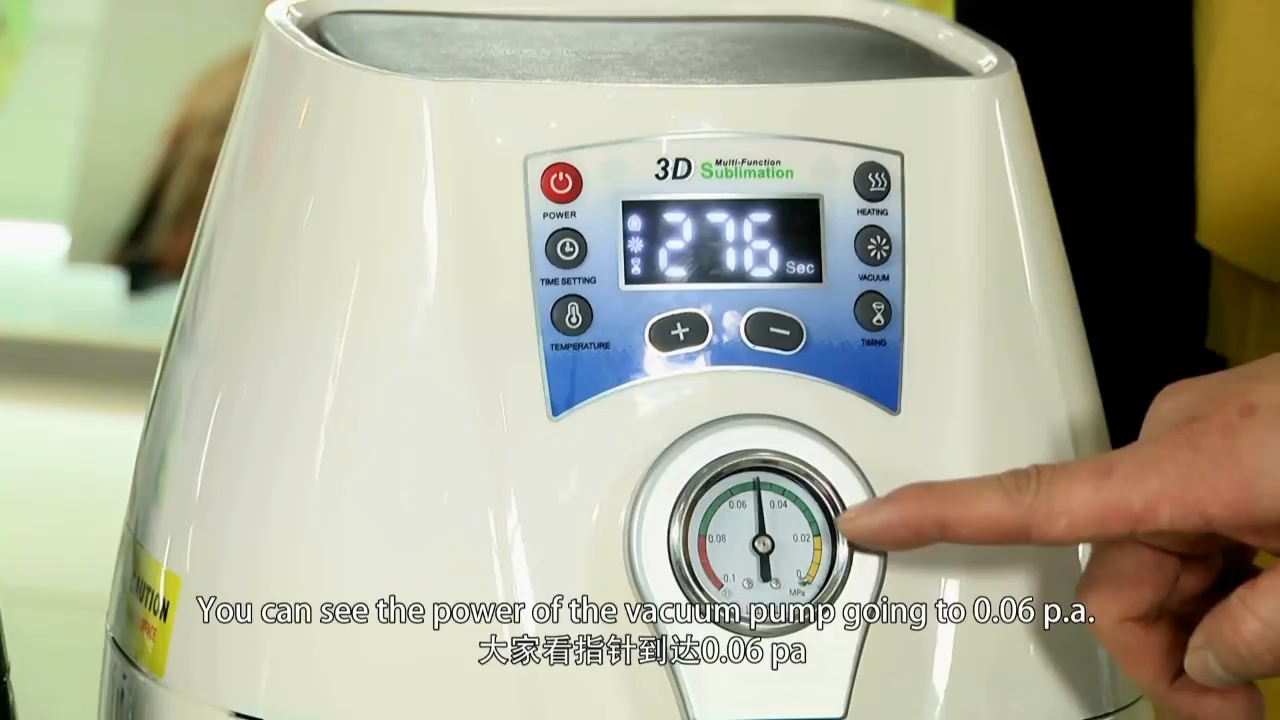 3D Multi-Function
Sublimation
POWER
HEATING
276 Sec
TIME SETTING
VACUUM
TEMPERATURE
TIMING
+ −
0.06 0.04
0.08 0.02
0.1 0
MPa
CAUTION
You can see the power of the vacuum pump going to 0.06 p.a.
大家看指针到达0.06 pa